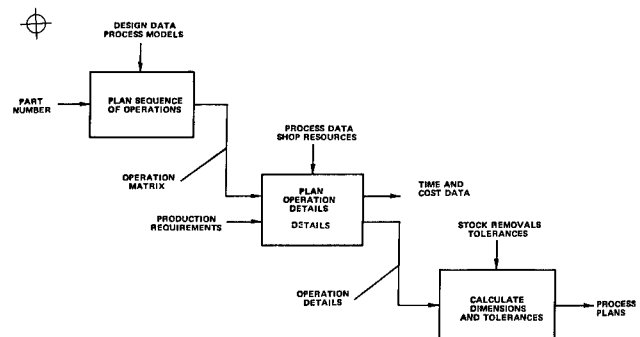 DESIGN DATA
PROCESS MODELS
PART
NUMBER
PLAN SEQUENCE
OF OPERATIONS
PROCESS DATA
SHOP RESOURCES
OPERATION
MATRIX
PLAN
OPERATION
DETAILS
DETAILS
TIME AND
COST DATA
PRODUCTION
REQUIREMENTS
STOCK REMOVALS
TOLERANCES
OPERATION
DETAILS
CALCULATE
DIMENSIONS
AND TOLERANCES
PROCESS
PLANS